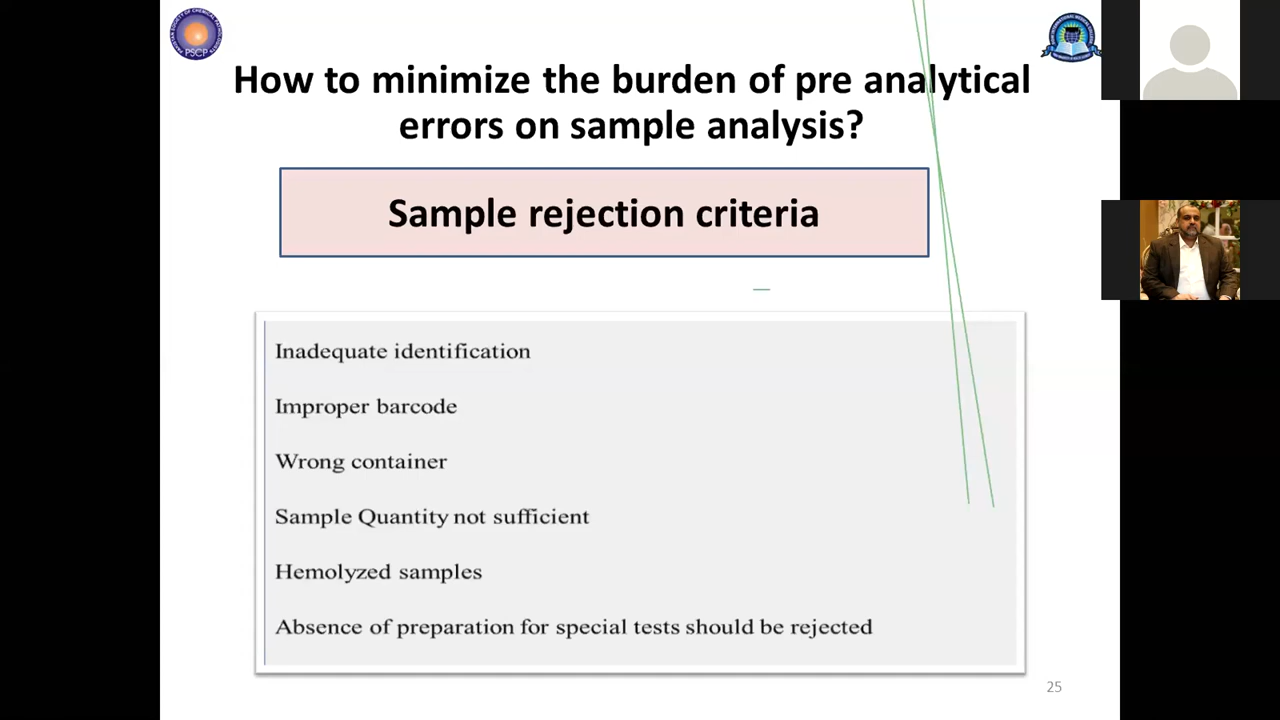 How to minimize the burden of pre analytical
errors on sample analysis?
Sample rejection criteria
Inadequate identification
Improper barcode
Wrong container
Sample Quantity not sufficient
Hemolyzed samples
Absence of preparation for special tests should be rejected
25
PSCP